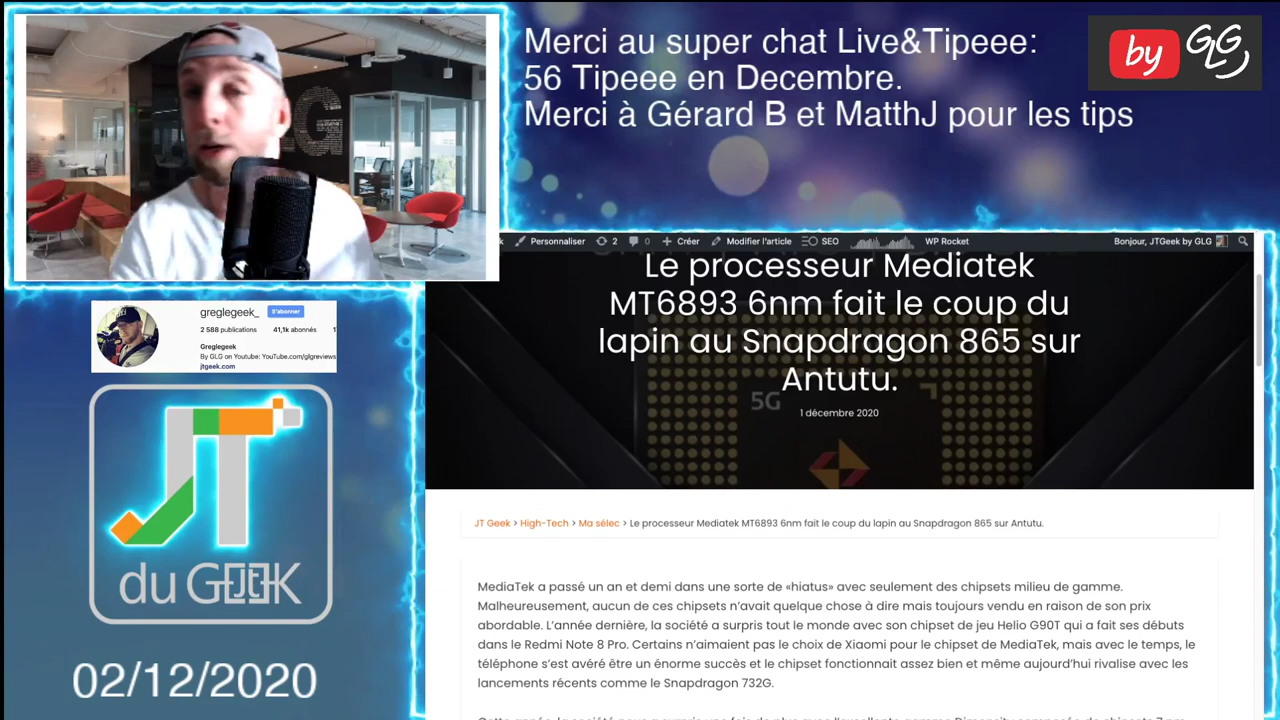 Merci au super chat Live&Tipeee:
56 Tipeee en Decembre.
Merci à Gérard B et MatthJ pour les tips
by GLG
k Personnaliser 2 0 + Créer Modifier l'article SEO WP Rocket Bonjour, JTGeek by GLG
Le processeur Mediatek
MT6893 6nm fait le coup du
lapin au Snapdragon 865 sur
Antutu.
5G
1 décembre 2020
greglegeek_ S'abonner
2 588 publications 41,1k abonnés 1
Greglegeek
By GLG on Youtube: YouTube.com/glgreviews
jtgeek.com
JT
du GEEK
02/12/2020
JT Geek > High-Tech > Ma sélec > Le processeur Mediatek MT6893 6nm fait le coup du lapin au Snapdragon 865 sur Antutu.
MediaTek a passé un an et demi dans une sorte de «hiatus» avec seulement des chipsets milieu de gamme.
Malheureusement, aucun de ces chipsets n'avait quelque chose à dire mais toujours vendu en raison de son prix
abordable. L'année dernière, la société a surpris tout le monde avec son chipset de jeu Helio G90T qui a fait ses débuts
dans le Redmi Note 8 Pro. Certains n'aimaient pas le choix de Xiaomi pour le chipset de MediaTek, mais avec le temps, le
téléphone s'est avéré être un énorme succès et le chipset fonctionnait assez bien et même aujourd'hui rivalise avec les
lancements récents comme le Snapdragon 732G.